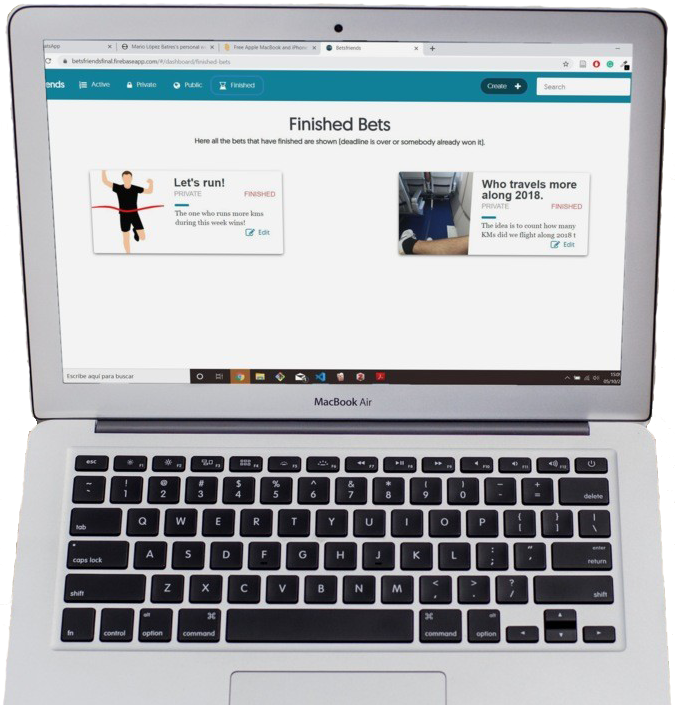 atsApp
Mario López Batres's personal w
Free Apple MacBook and iPhone
Betsfriends
betsfriendsfinal.firebaseapp.com/#/dashboard/finished-bets
ends Active Private Public Finished Create + Search
Finished Bets
Here all the bets that have finished are shown (deadline is over or somebody already won it).
Let's run!
PRIVATE FINISHED
The one who runs more kms
during this week wins!
Edit
Who travels more
along 2018.
PRIVATE FINISHED
The idea is to count how many
KMs did we flight along 2018 t
Edit
Escribe aquí para buscar
MacBook Air
esc F1 F2 F3 F4 F5 F6 F7 F8 F9 F10 F11 F12
~ ! @ # $ % ^ & * ( ) _ +
` 1 2 3 4 5 6 7 8 9 0 - = delete
tab Q W E R T Y U I O P { [ } ] | \
caps lock A S D F G H J K L : ; " ' enter return
shift Z X C V B N M < , > . ? / shift
fn control alt option ⌘ command ⌘ command alt option